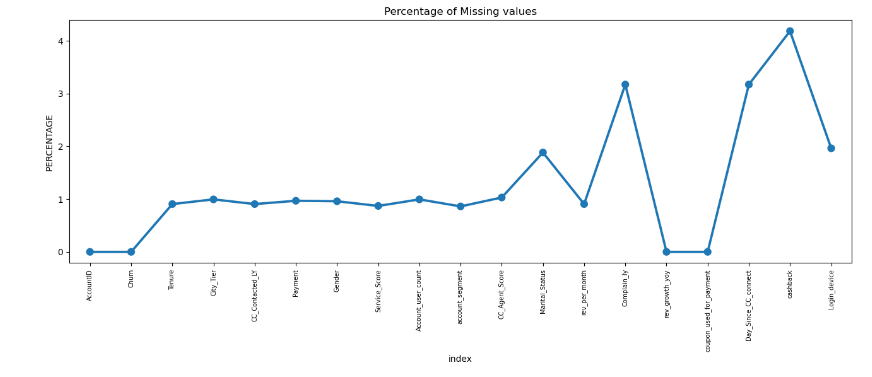 Percentage of Missing values
4
3
2
1
0
PERCENTAGE
AccountID
Churn
Tenure
City_Tier
CC_Contacted_LY
Payment
Gender
Service_Score
Account_user_count
account_segment
CC_Agent_Score
Marital_Status
rev_per_month
Complain_ly
rev_growth_yoy
coupon_used_for_payment
Day_Since_CC_connect
cashback
Login_device
index